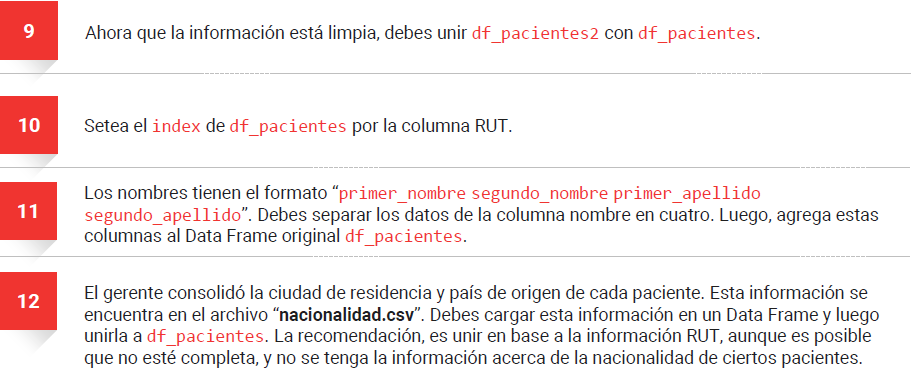 9
Ahora que la información está limpia, debes unir df_pacientes2 con df_pacientes.
10
Setea el index de df_pacientes por la columna RUT.
11
Los nombres tienen el formato “primer_nombre segundo_nombre primer_apellido
segundo_apellido”. Debes separar los datos de la columna nombre en cuatro. Luego, agrega estas
columnas al Data Frame original df_pacientes.
12
El gerente consolidó la ciudad de residencia y país de origen de cada paciente. Esta información se
encuentra en el archivo “nacionalidad.csv”. Debes cargar esta información en un Data Frame y luego
unirla a df_pacientes. La recomendación, es unir en base a la información RUT, aunque es posible
que no esté completa, y no se tenga la información acerca de la nacionalidad de ciertos pacientes.